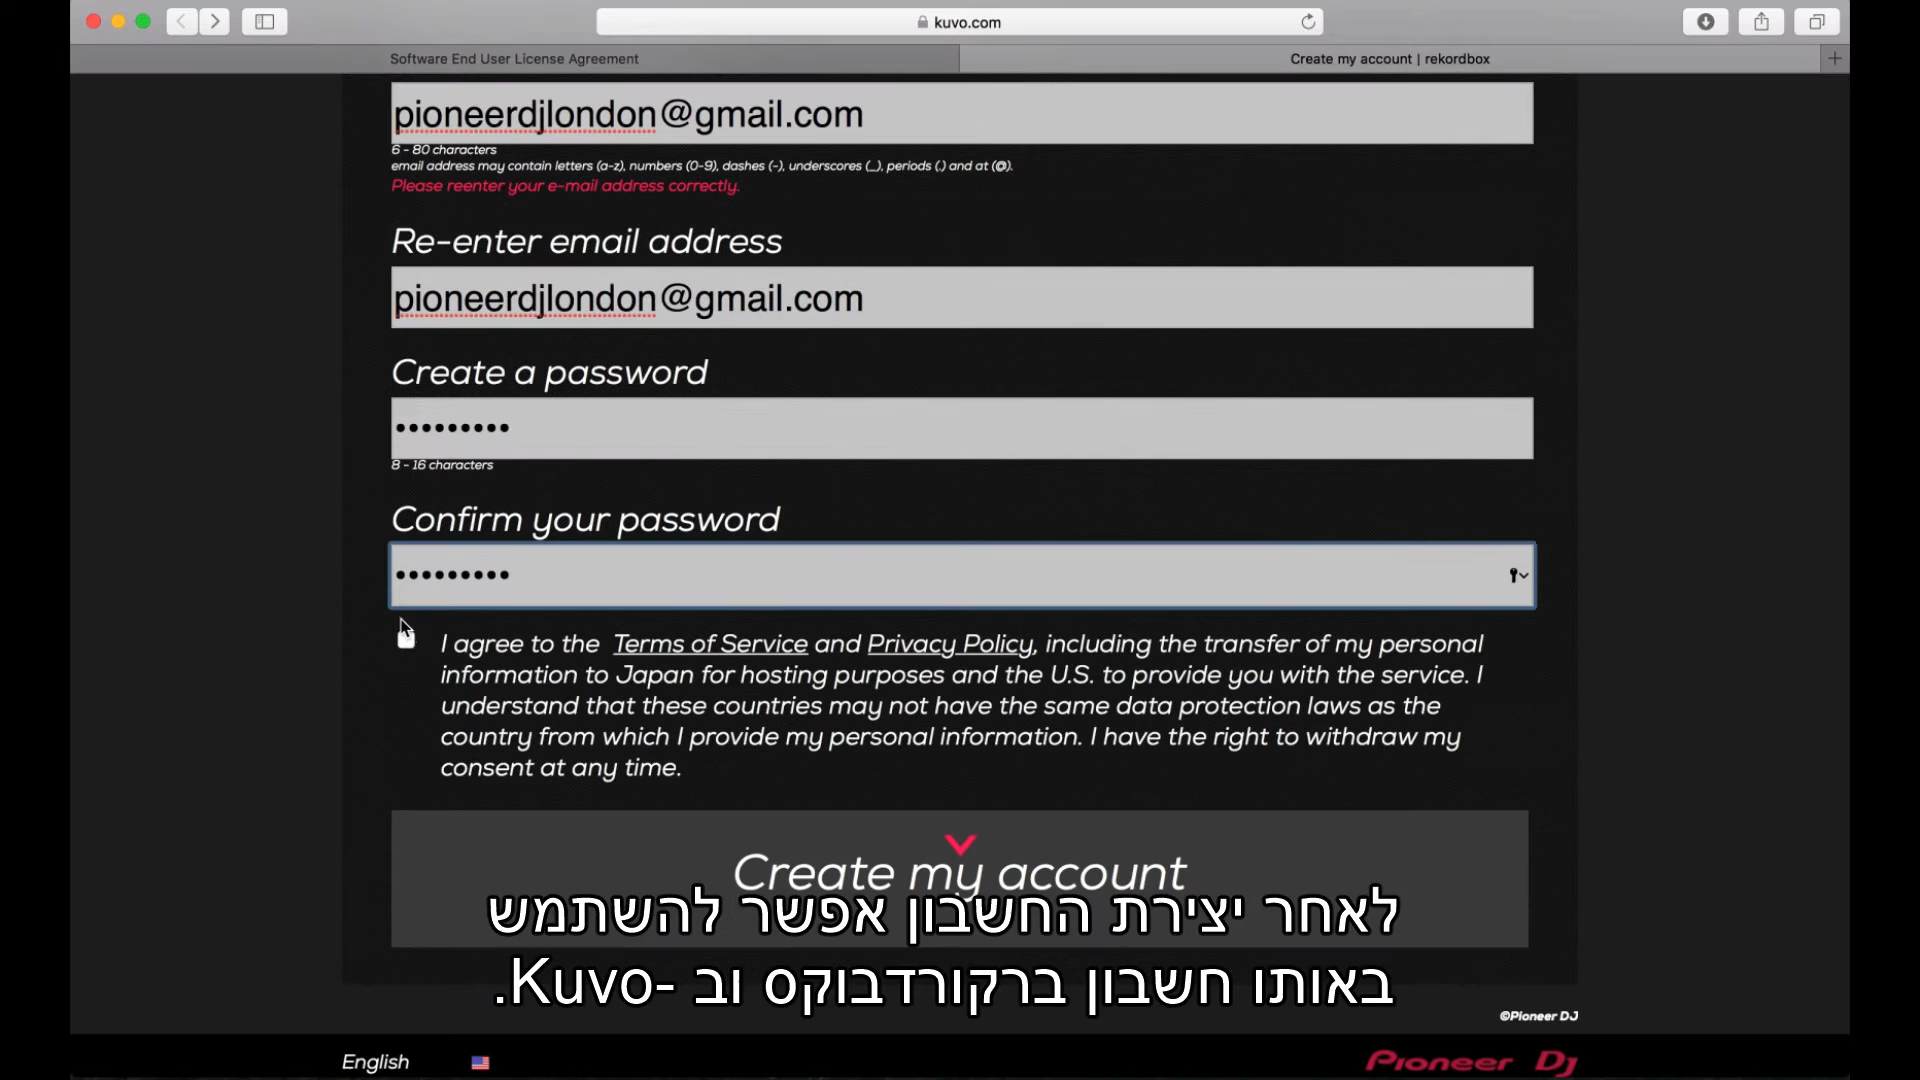 kuvo.com
Software End User License Agreement
Create my account | rekordbox
pioneerdjlondon@gmail.com
6 - 80 characters
email address may contain letters (a-z), numbers (0-9), dashes (-), underscores (_), periods (.) and at (@).
Please reenter your e-mail address correctly.
Re-enter email address
pioneerdjlondon@gmail.com
Create a password
•••••••••
8 - 16 characters
Confirm your password
•••••••••
I agree to the Terms of Service and Privacy Policy, including the transfer of my personal
information to Japan for hosting purposes and the U.S. to provide you with the service. I
understand that these countries may not have the same data protection laws as the
country from which I provide my personal information. I have the right to withdraw my
consent at any time.
Create my account
לאחר יצירת החשבון אפשר להשתמש
באותו חשבון ברקורדבוקס וב -Kuvo.
©Pioneer DJ
English
Pioneer Dj